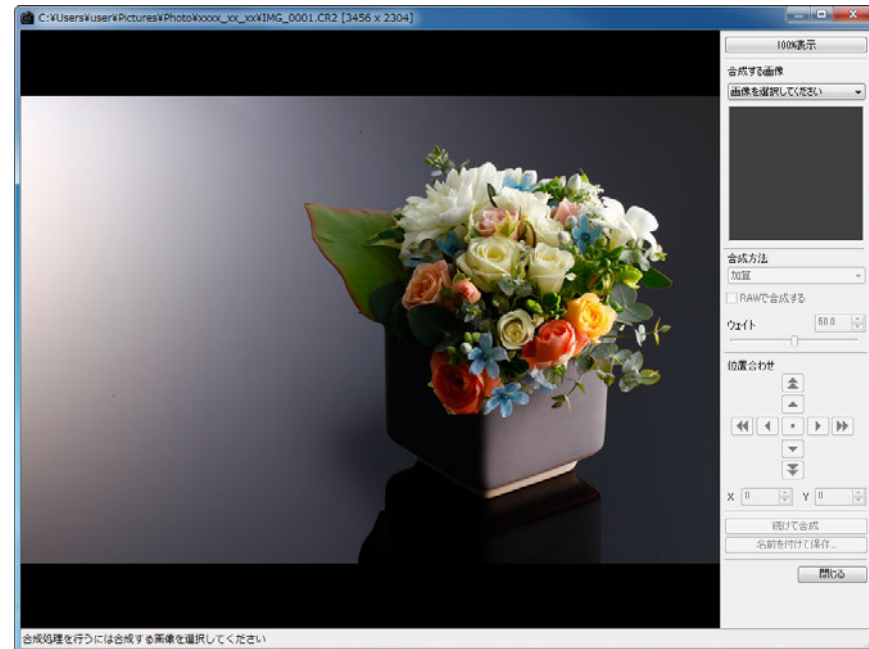 C:¥Users¥user¥Pictures¥Photo¥xxxx_xx_xx¥IMG_0001.CR2 [3456 x 2304]
100%表示
合成する画像
画像を選択してください
合成方法
加算
RAWで合成する
ウェイト 50.0
位置合わせ
X 0 Y 0
続けて合成
名前を付けて保存...
閉じる
合成処理を行うには合成する画像を選択してください